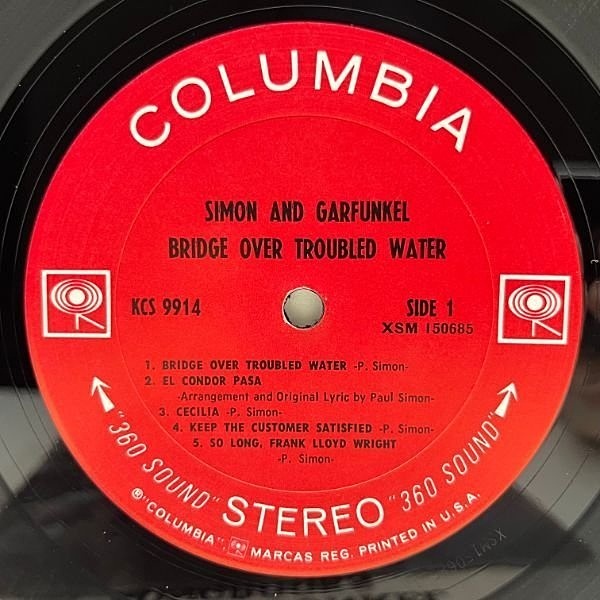 COLUMBIA
SIMON AND GARFUNKEL
BRIDGE OVER TROUBLED WATER
KCS 9914
SIDE 1
XSM 150685
1. BRIDGE OVER TROUBLED WATER -P. Simon-
2. EL CONDOR PASA
-Arrangement and Original Lyric by Paul Simon-
3. CECILIA -P. Simon-
4. KEEP THE CUSTOMER SATISFIED -P. Simon-
5. SO LONG, FRANK LLOYD WRIGHT
-P. Simon-
"360 SOUND" STEREO "360 SOUND"
®"COLUMBIA", MARCAS REG. PRINTED IN U.S.A.